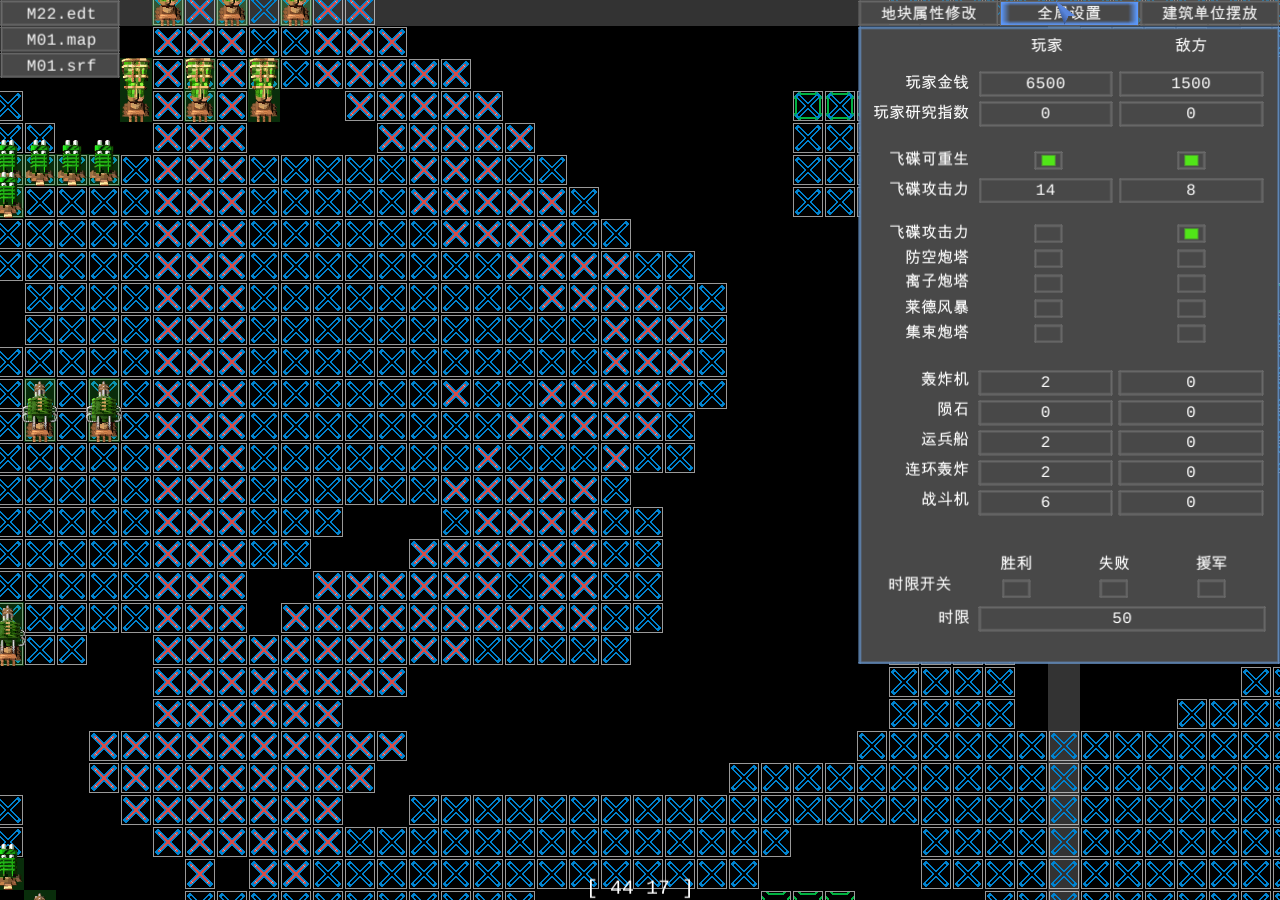 M22.edt
M01.map
M01.srf
地块属性修改 全局设置 建筑单位摆放
玩家 敌方
玩家金钱 6500 1500
玩家研究指数 0 0
飞碟可重生
飞碟攻击力 14 8
飞碟攻击力
防空炮塔
离子炮塔
莱德风暴
集束炮塔
轰炸机 2 0
陨石 0 0
运兵船 2 0
连环轰炸 2 0
战斗机 6 0
胜利 失败 援军
时限开关
时限 50
[ 44 17 ]